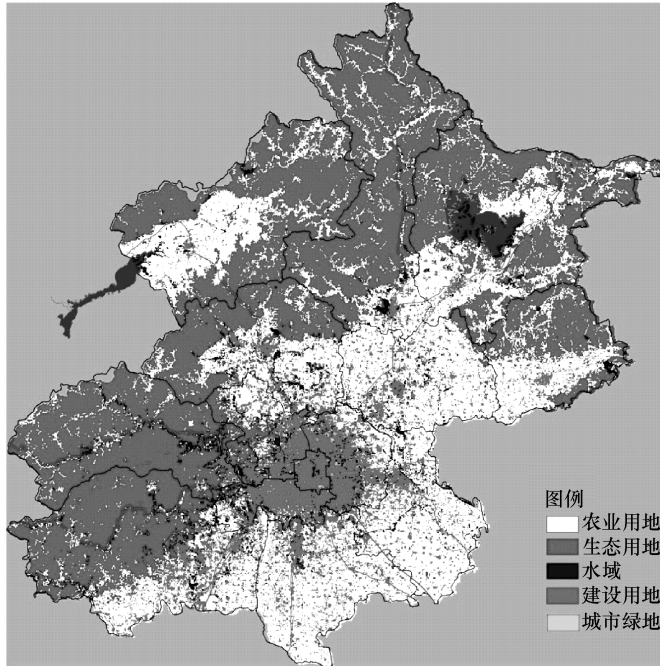 图例
农业用地
生态用地
水域
建设用地
城市绿地